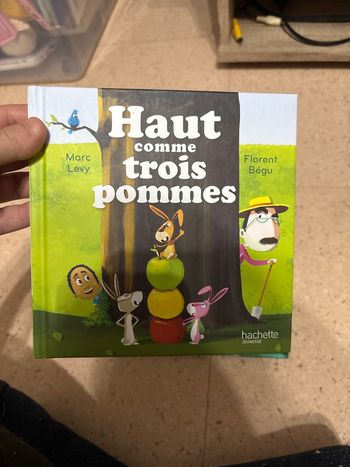 Haut
comme
trois
pommes
Marc
Levy
Florent
Bégu
hachette
JEUNESSE